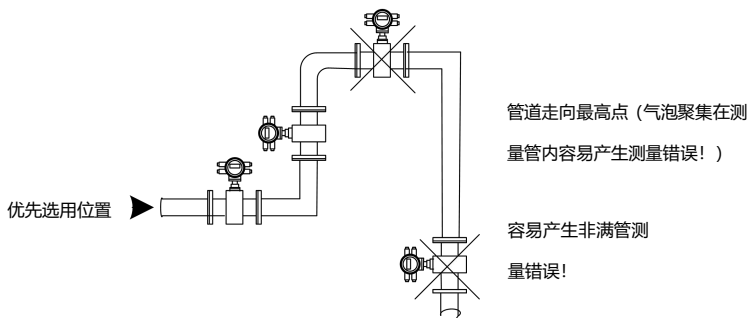 管道走向最高点（气泡聚集在测
量管内容易产生测量错误！）
优先选用位置
容易产生非满管测
量错误！